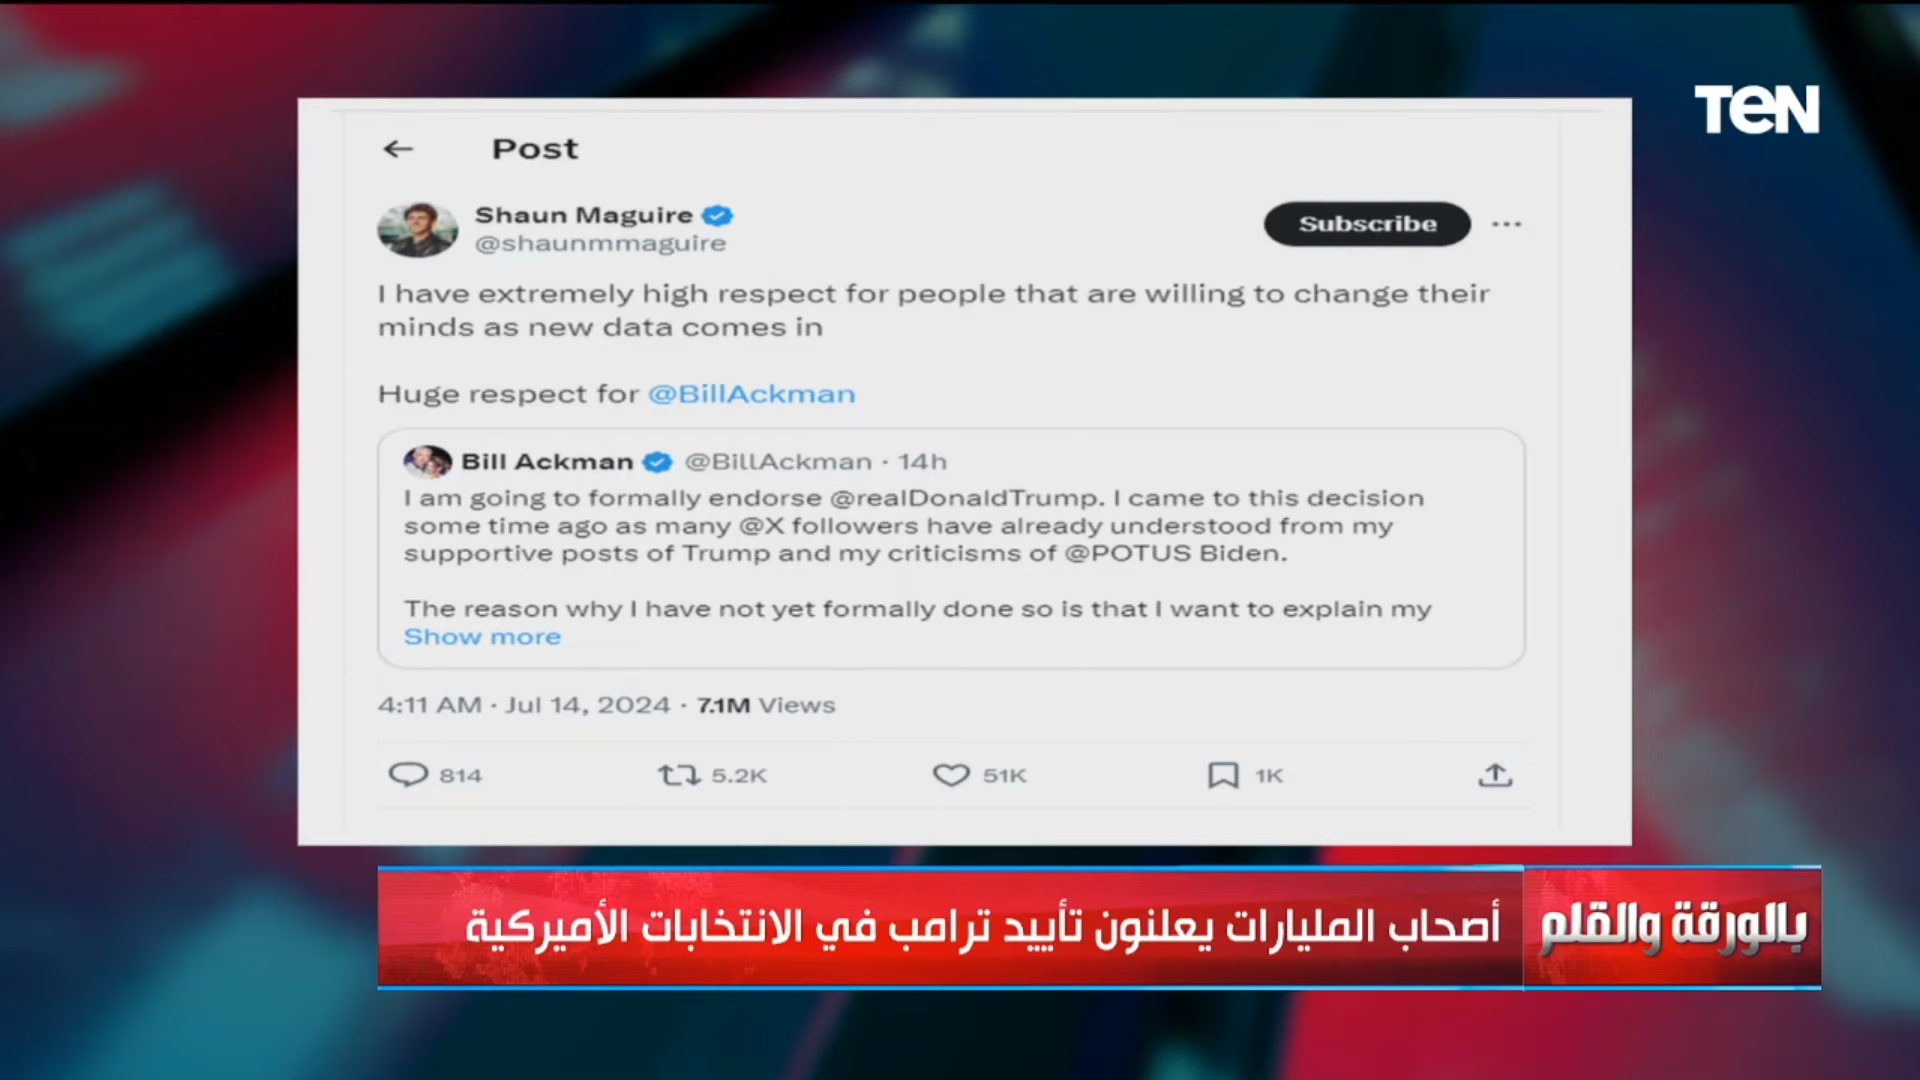 TeN
Post
Shaun Maguire
@shaunmmaguire
Subscribe
I have extremely high respect for people that are willing to change their
minds as new data comes in
Huge respect for @BillAckman
Bill Ackman @BillAckman · 14h
I am going to formally endorse @realDonaldTrump. I came to this decision
some time ago as many @X followers have already understood from my
supportive posts of Trump and my criticisms of @POTUS Biden.
The reason why I have not yet formally done so is that I want to explain my
Show more
4:11 AM · Jul 14, 2024 · 7.1M Views
814 5.2K 51K 1K
بالورقة والقلم
أصحاب المليارات يعلنون تأييد ترامب في الانتخابات الأميركية